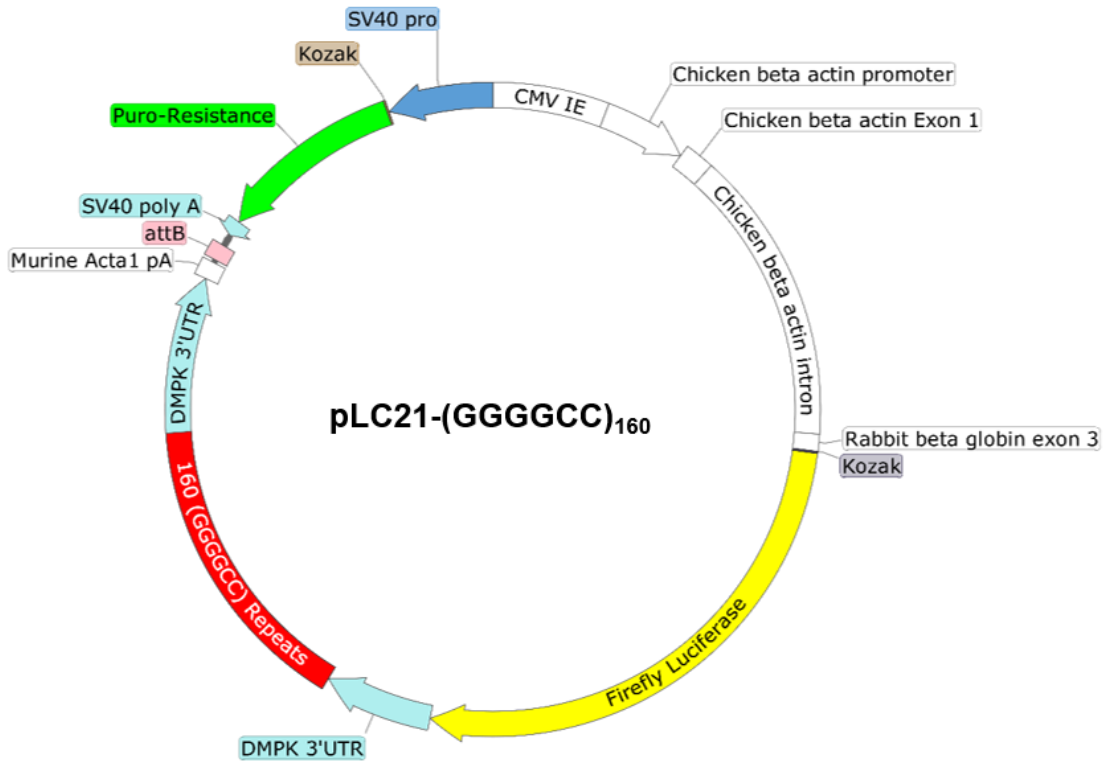 SV40 pro
Kozak
CMV IE
Chicken beta actin promoter
Chicken beta actin Exon 1
Puro-Resistance
SV40 poly A
attB
Murine Acta1 pA
Chicken beta actin intron
DMPK 3'UTR
pLC21-(GGGGCC)160
Rabbit beta globin exon 3
Kozak
160 (GGGGCC) Repeats
Firefly Luciferase
DMPK 3'UTR